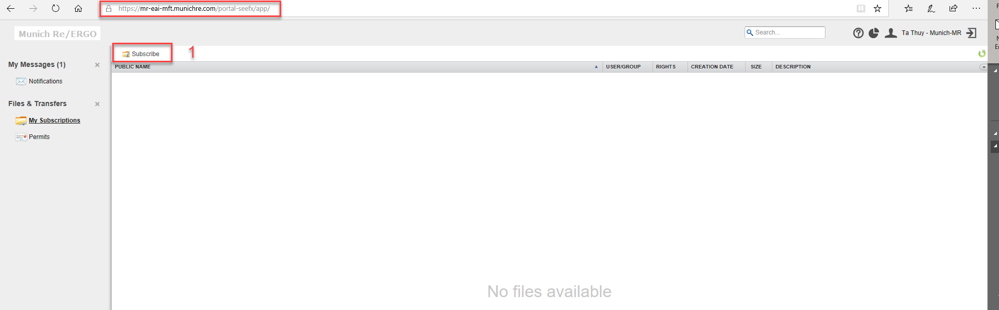 https://mr-eai-mft.munichre.com/portal-seefx/app/
Munich Re/ERGO
Search...
Ta Thuy - Munich-MR
Subscribe
1
My Messages (1)
Notifications
Files & Transfers
My Subscriptions
Permits
PUBLIC NAME
USER/GROUP
RIGHTS
CREATION DATE
SIZE
DESCRIPTION
No files available